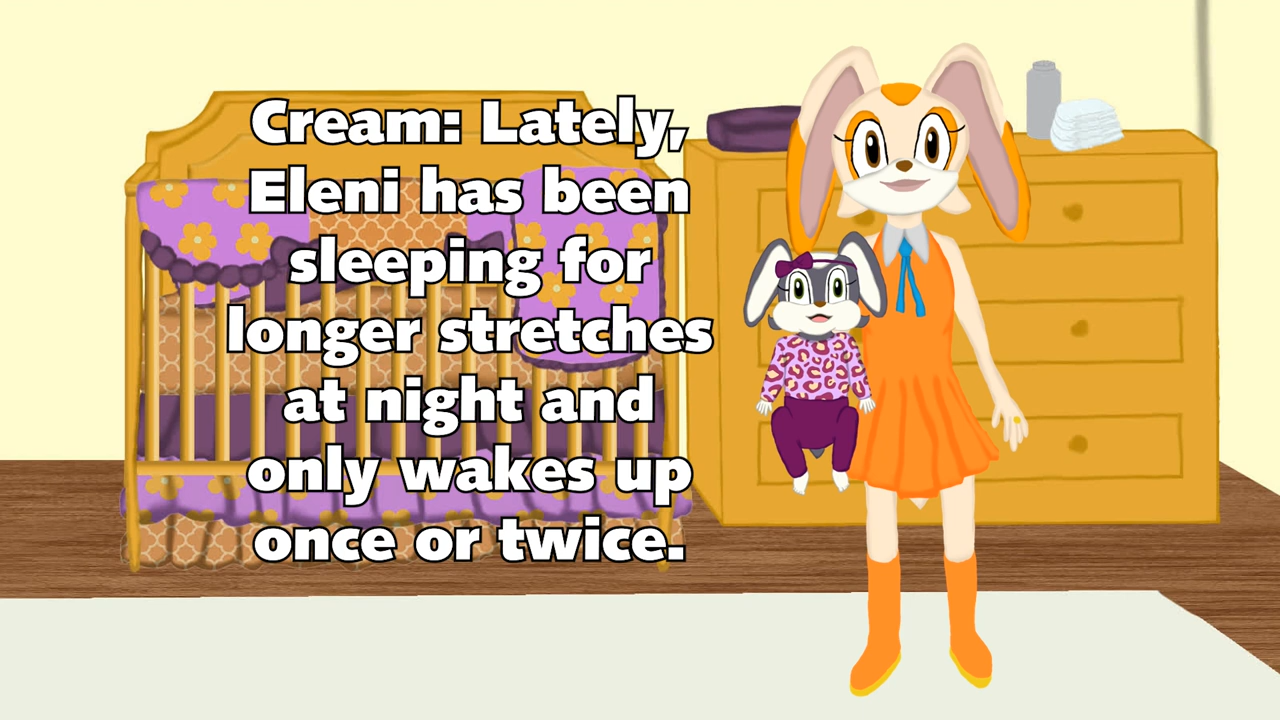 Cream: Lately,
Eleni has been
sleeping for
longer stretches
at night and
only wakes up
once or twice.